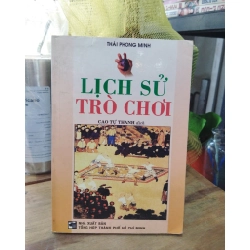 THÁI PHONG MINH
LỊCH SỬ
TRÒ CHƠI
CAO TỰ THANH dịch
NHÀ XUẤT BẢN
TỔNG HỢP THÀNH PHỐ HỒ CHÍ MINH